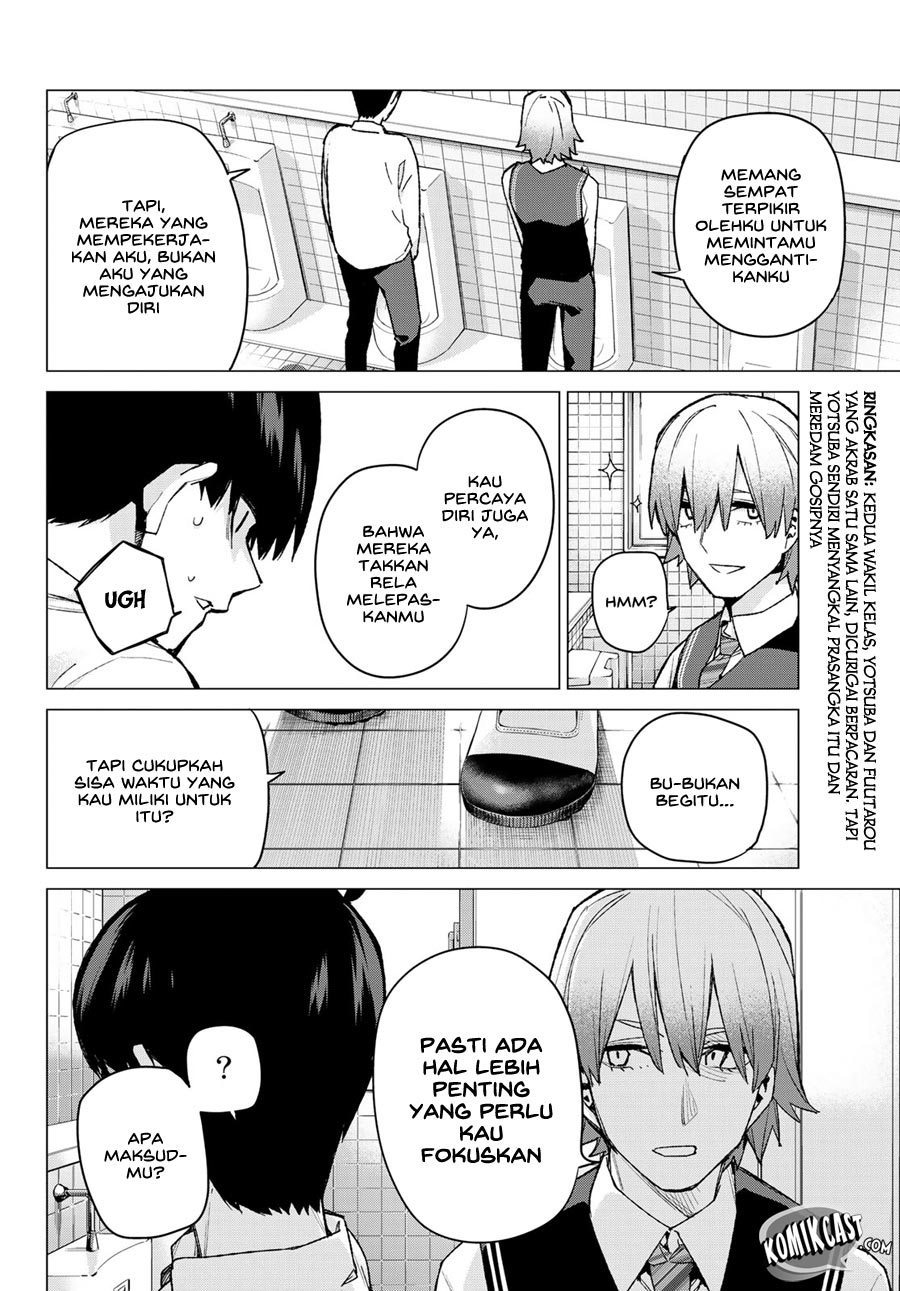 MEMANG
SEMPAT
TERPIKIR
OLEHKU UNTUK
MEMINTAMU
MENGGANTI-
KANKU
TAPI,
MEREKA YANG
MEMPEKERJA-
KAN AKU, BUKAN
AKU YANG
MENGAJUKAN
DIRI
RINGKASAN: KEDUA WAKIL KELAS, YOTSUBA DAN FUUTAROU
YANG AKRAB SATU SAMA LAIN, DICURIGAI BERPACARAN. TAPI
YOTSUBA SENDIRI MENYANGKAL PRASANGKA ITU DAN
MEREDAM GOSIPNYA
HMM?
KAU
PERCAYA
DIRI JUGA
YA,
BAHWA
MEREKA
TAKKAN
RELA
MELEPAS-
KANMU
UGH
BU-BUKAN
BEGITU...
TAPI CUKUPKAH
SISA WAKTU YANG
KAU MILIKI UNTUK
ITU?
PASTI ADA
HAL LEBIH
PENTING
YANG PERLU
KAU
FOKUSKAN
?
APA
MAKSUD-
MU?
KOMIKCAST.COM